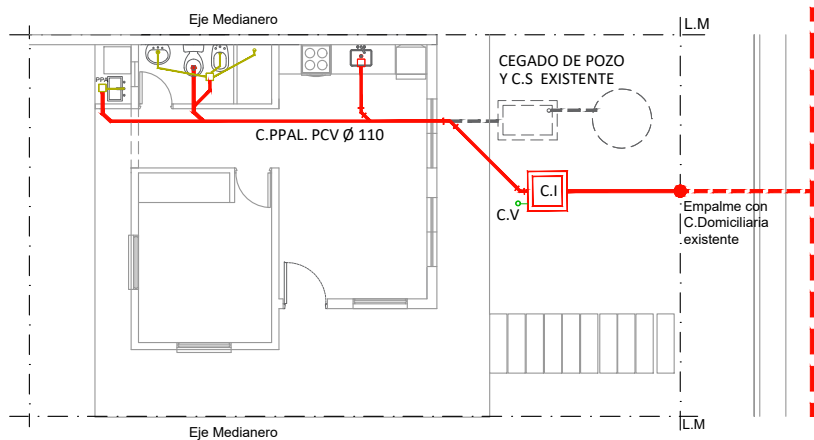 Eje Medianero
L.M
CEGADO DE POZO
Y C.S EXISTENTE
PPA
C.PPAL. PCV Ø 110
C.I
C.V
Empalme con
C.Domiciliaria
existente
Eje Medianero
L.M